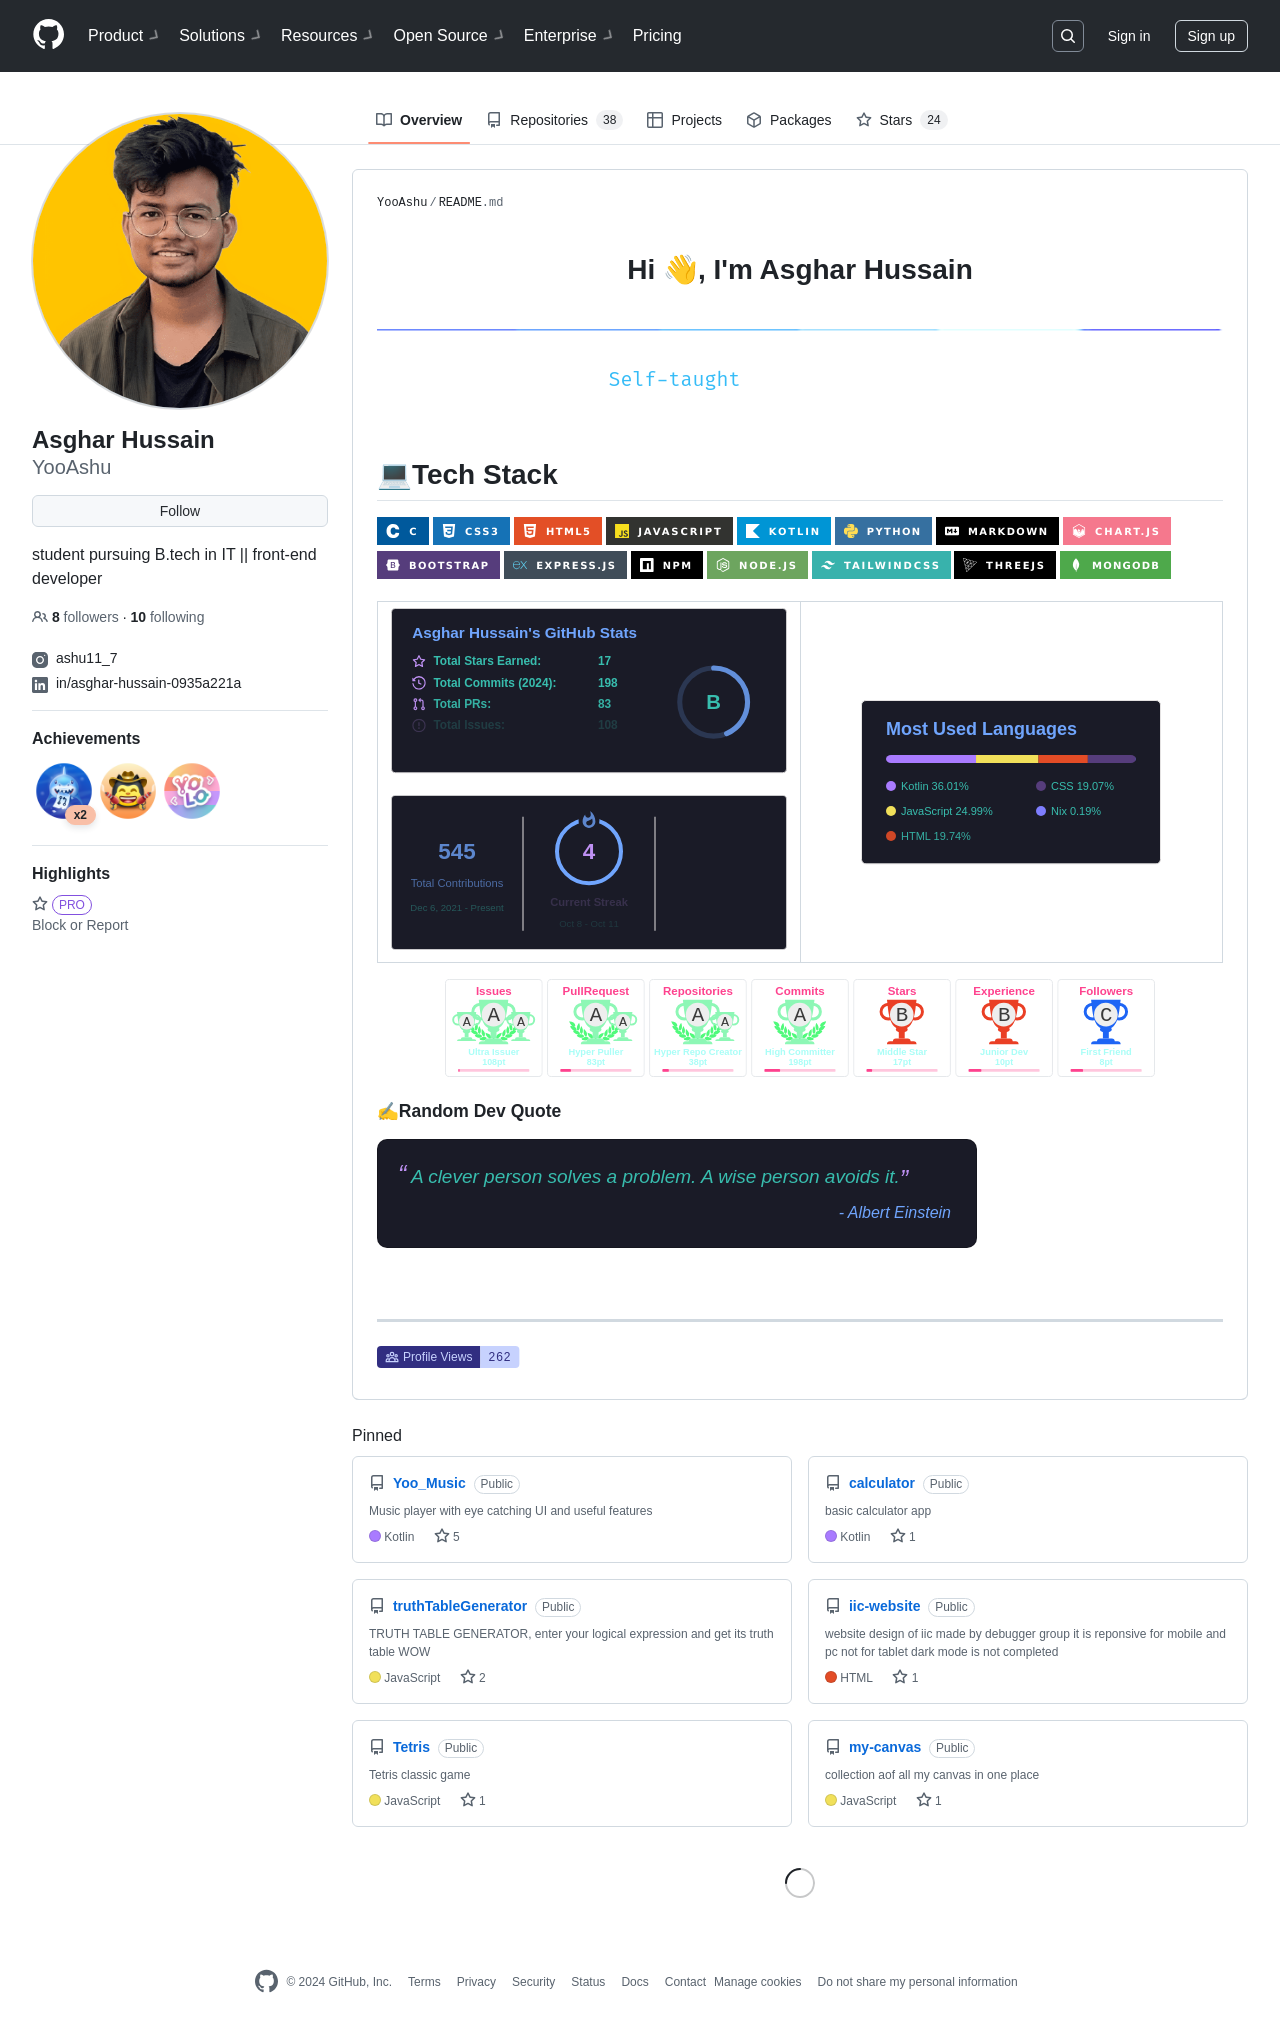 Product Solutions Resources Open Source Enterprise Pricing Sign in Sign up
Overview Repositories 38 Projects Packages Stars 24
Asghar Hussain
YooAshu
Follow
student pursuing B.tech in IT || front-end
developer
8 followers · 10 following
ashu11_7
in/asghar-hussain-0935a221a
Achievements
x2
YOLO
Highlights
PRO
Block or Report
YooAshu / README.md
Hi 👋, I'm Asghar Hussain
Self-taught
💻Tech Stack
C CSS3 HTML5 JAVASCRIPT KOTLIN PYTHON MARKDOWN CHART.JS
BOOTSTRAP EXPRESS.JS NPM NODE.JS TAILWINDCSS THREEJS MONGODB
Asghar Hussain's GitHub Stats
Total Stars Earned: 17
Total Commits (2024): 198
Total PRs: 83
Total Issues: 108
B
545
Total Contributions
Dec 6, 2021 - Present
4
Current Streak
Oct 9 - Oct 11
Most Used Languages
Kotlin 36.01% CSS 19.07%
JavaScript 24.99% Nix 0.19%
HTML 19.74%
Issues PullRequest Repositories Commits Stars Experience Followers
A A A A A A A A B B C
Ultra Issuer Hyper Puller Hyper Repo Creator High Committer Middle Star Junior Dev First Friend
108pt 83pt 38pt 198pt 17pt 10pt 8pt
✍️Random Dev Quote
“ A clever person solves a problem. A wise person avoids it.”
- Albert Einstein
Profile Views 262
Pinned
Yoo_Music Public
Music player with eye catching UI and useful features
Kotlin 5
calculator Public
basic calculator app
Kotlin 1
truthTableGenerator Public
TRUTH TABLE GENERATOR, enter your logical expression and get its truth
table WOW
JavaScript 2
iic-website Public
website design of iic made by debugger group it is reponsive for mobile and
pc not for tablet dark mode is not completed
HTML 1
Tetris Public
Tetris classic game
JavaScript 1
my-canvas Public
collection aof all my canvas in one place
JavaScript 1
© 2024 GitHub, Inc. Terms Privacy Security Status Docs Contact Manage cookies Do not share my personal information